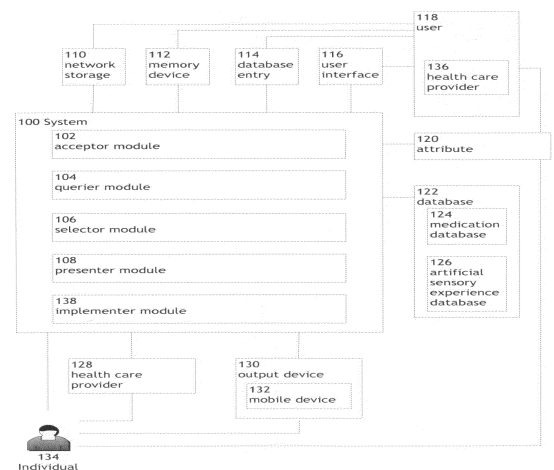 118
user
110
network
storage
112
memory
device
114
database
entry
116
user
interface
136
health care
provider
100 System
102
acceptor module
120
attribute
104
querier module
122
database
124
medication
database
106
selector module
108
presenter module
126
artificial
sensory
experience
database
138
implementer module
128
health care
provider
130
output device
132
mobile device
134
Individual